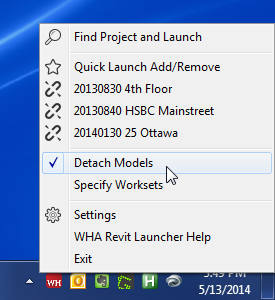 Find Project and Launch
Quick Launch Add/Remove
20130830 4th Floor
20130840 HSBC Mainstreet
20140130 25 Ottawa
Detach Models
Specify Worksets
Settings
WHA Revit Launcher Help
Exit
WH
5/13/2014